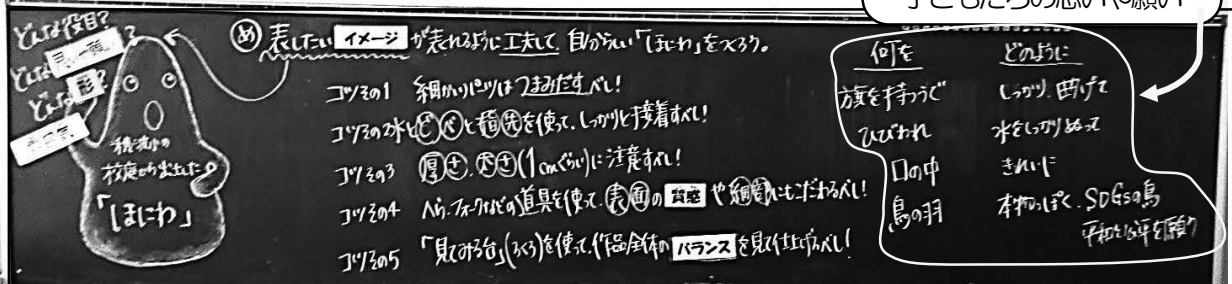 子どもたちの思いや願い
どんな役目?
どんな
どんな
め 表したいイメージが表れるように工夫して、自分らしい「ほにわ」をつくろう。
コツその1 細かいパーツはつまみだすべし!
コツその2 水とどべと指先を使って、しっかりと接着すべし!
コツその3 厚さ、太さ(1cmぐらい)に注意すべし!
コツその4 へら、フォークなどの道具を使って、表面の質感や細部にもこだわるべし!
コツその5 「見てみる台」(ろくろ)を使って、作品全体のバランスを見て仕上げるべし!
校庭から出土した
「ほにわ」
何を どのように
旗を持つうで しっかり、曲げて
ひびわれ 水をしっかりぬって
口の中 きれいに
鳥の羽 本物っぽく、SDGsの鳥